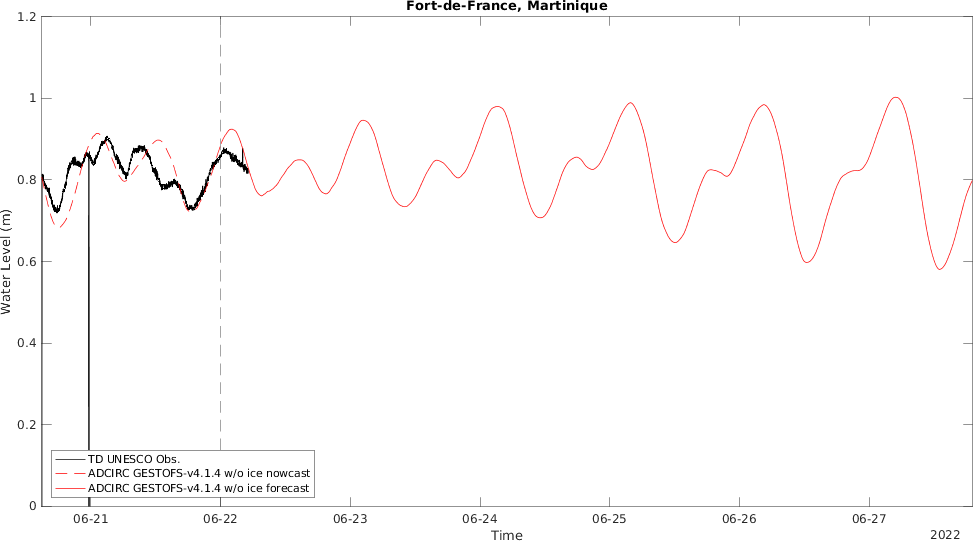 Fort-de-France, Martinique
1.2
1
0.8
0.6
0.4
0.2
0
Water Level (m)
TD UNESCO Obs.
ADCIRC GESTOFS-v4.1.4 w/o ice nowcast
ADCIRC GESTOFS-v4.1.4 w/o ice forecast
06-21 06-22 06-23 06-24 06-25 06-26 06-27
Time
2022